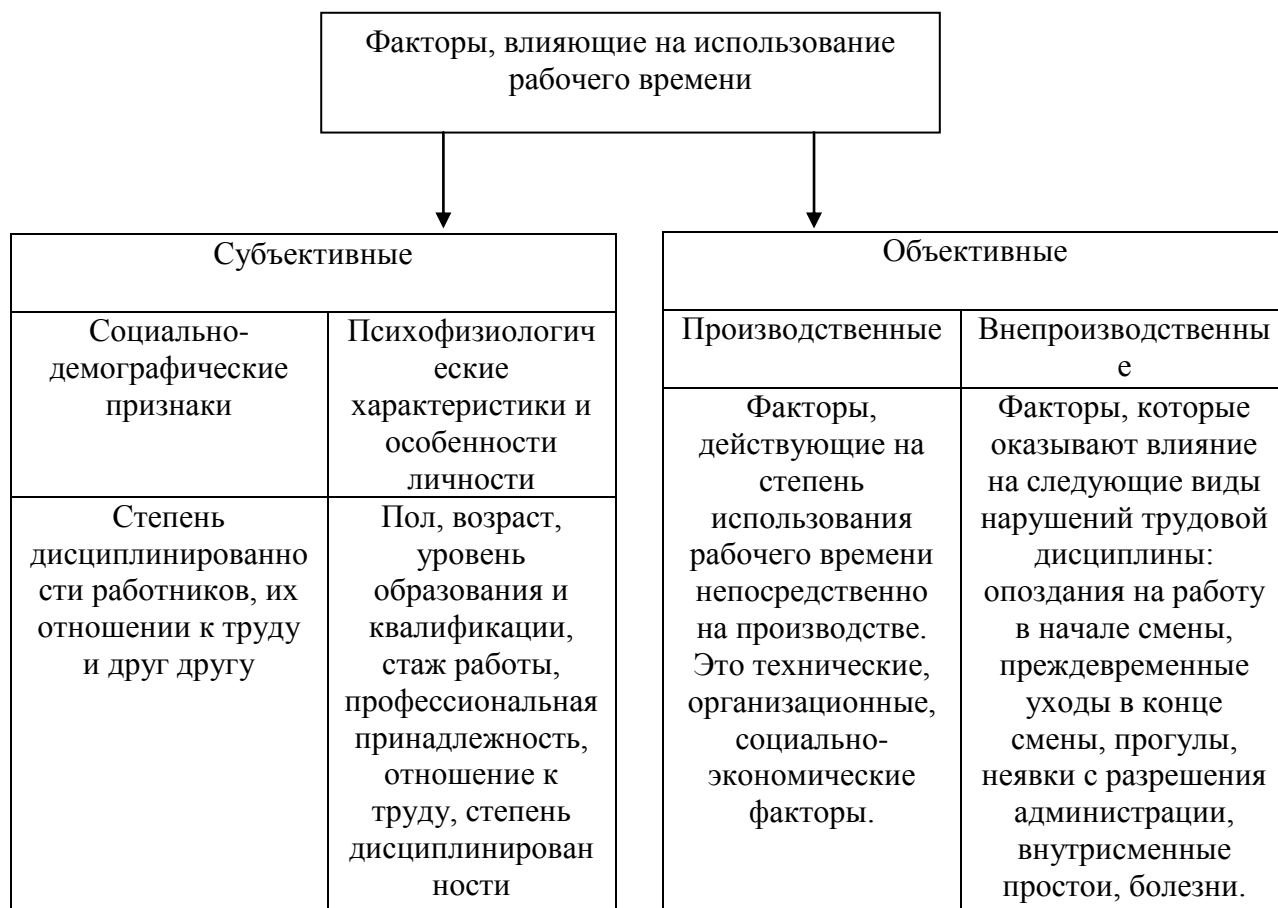 Факторы, влияющие на использование
рабочего времени
Субъективные
Социально-
демографические
признаки
Психофизиологич
еские
характеристики и
особенности
личности
Степень
дисциплинированно
сти работников, их
отношении к труду
и друг другу
Пол, возраст,
уровень
образования и
квалификации,
стаж работы,
профессиональная
принадлежность,
отношение к
труду, степень
дисциплинирован
ности
Объективные
Производственные
Внепроизводственны
е
Факторы,
действующие на
степень
использования
рабочего времени
непосредственно
на производстве.
Это технические,
организационные,
социально-
экономические
факторы.
Факторы, которые
оказывают влияние
на следующие виды
нарушений трудовой
дисциплины:
опоздания на работу
в начале смены,
преждевременные
уходы в конце
смены, прогулы,
неявки с разрешения
администрации,
внутрисменные
простои, болезни.